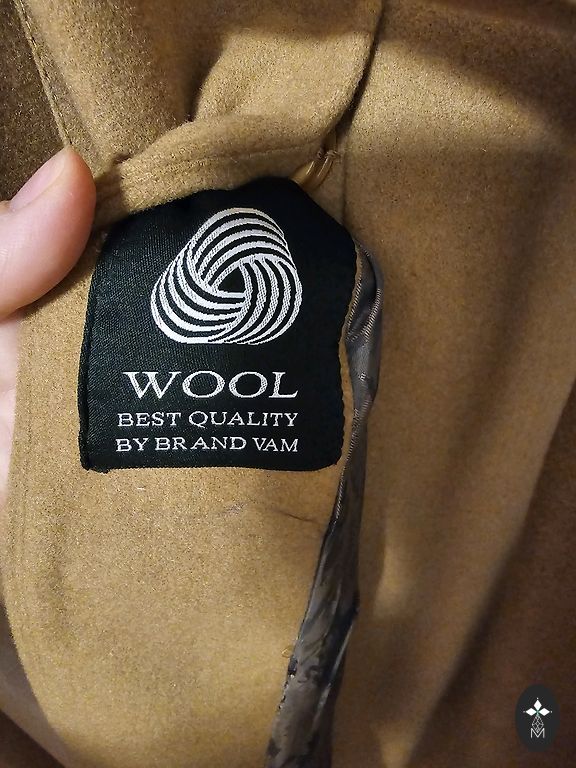 WOOL
BEST QUALITY
BY BRAND VAM
M